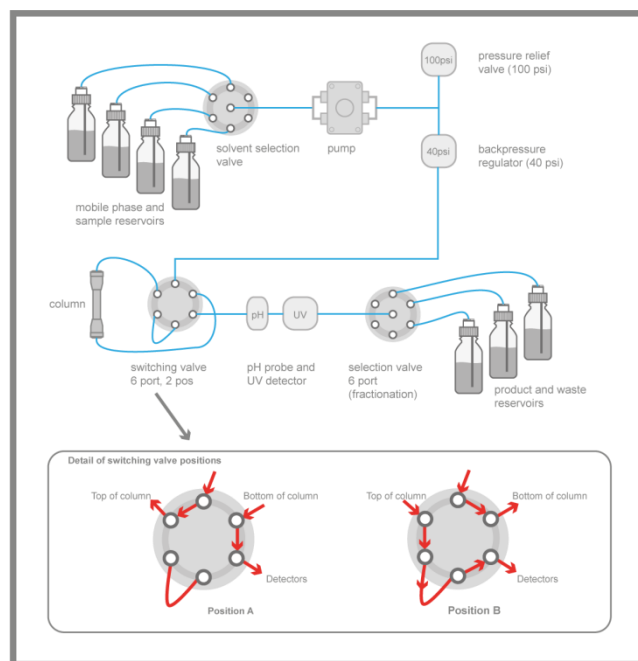 100psi
pressure relief
valve (100 psi)
solvent selection
valve
pump
40psi
backpressure
regulator (40 psi)
mobile phase and
sample reservoirs
column
pH
UV
switching valve
6 port, 2 pos
pH probe and
UV detector
selection valve
6 port
(fractionation)
product and waste
reservoirs
Detail of switching valve positions
Top of column
Bottom of column
Detectors
Position A
Top of column
Bottom of column
Detectors
Position B